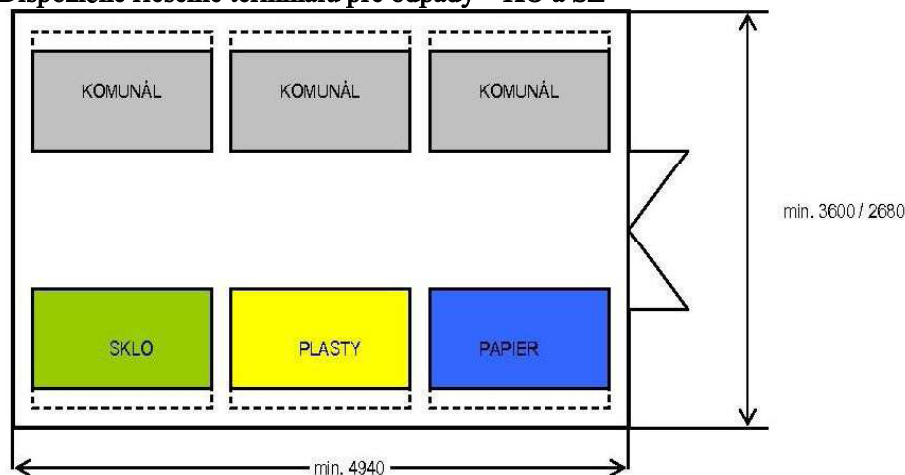 Dispozičné riešenie terminálu pre odpady – KO a SZ
KOMUNÁL KOMUNÁL KOMUNÁL
min. 3600 / 2680
SKLO PLASTY PAPIER
min. 4940